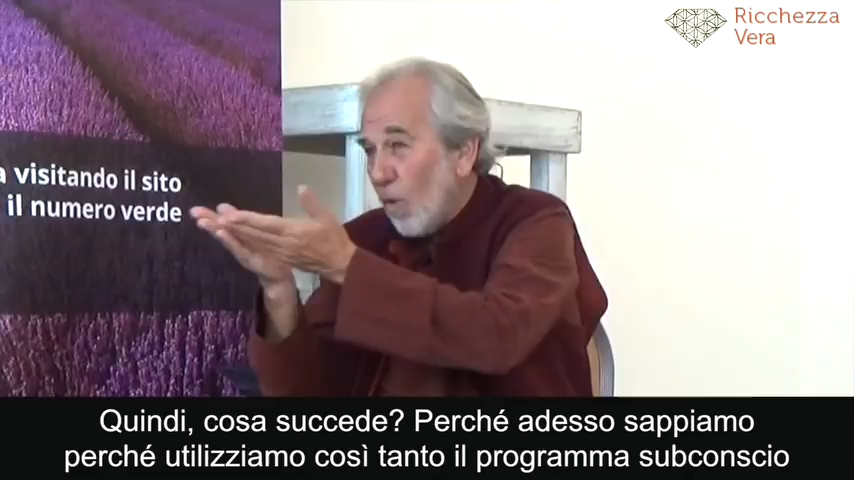 Ricchezza
Vera
a visitando il sito
il numero verde
Quindi, cosa succede? Perché adesso sappiamo
perché utilizziamo così tanto il programma subconscio